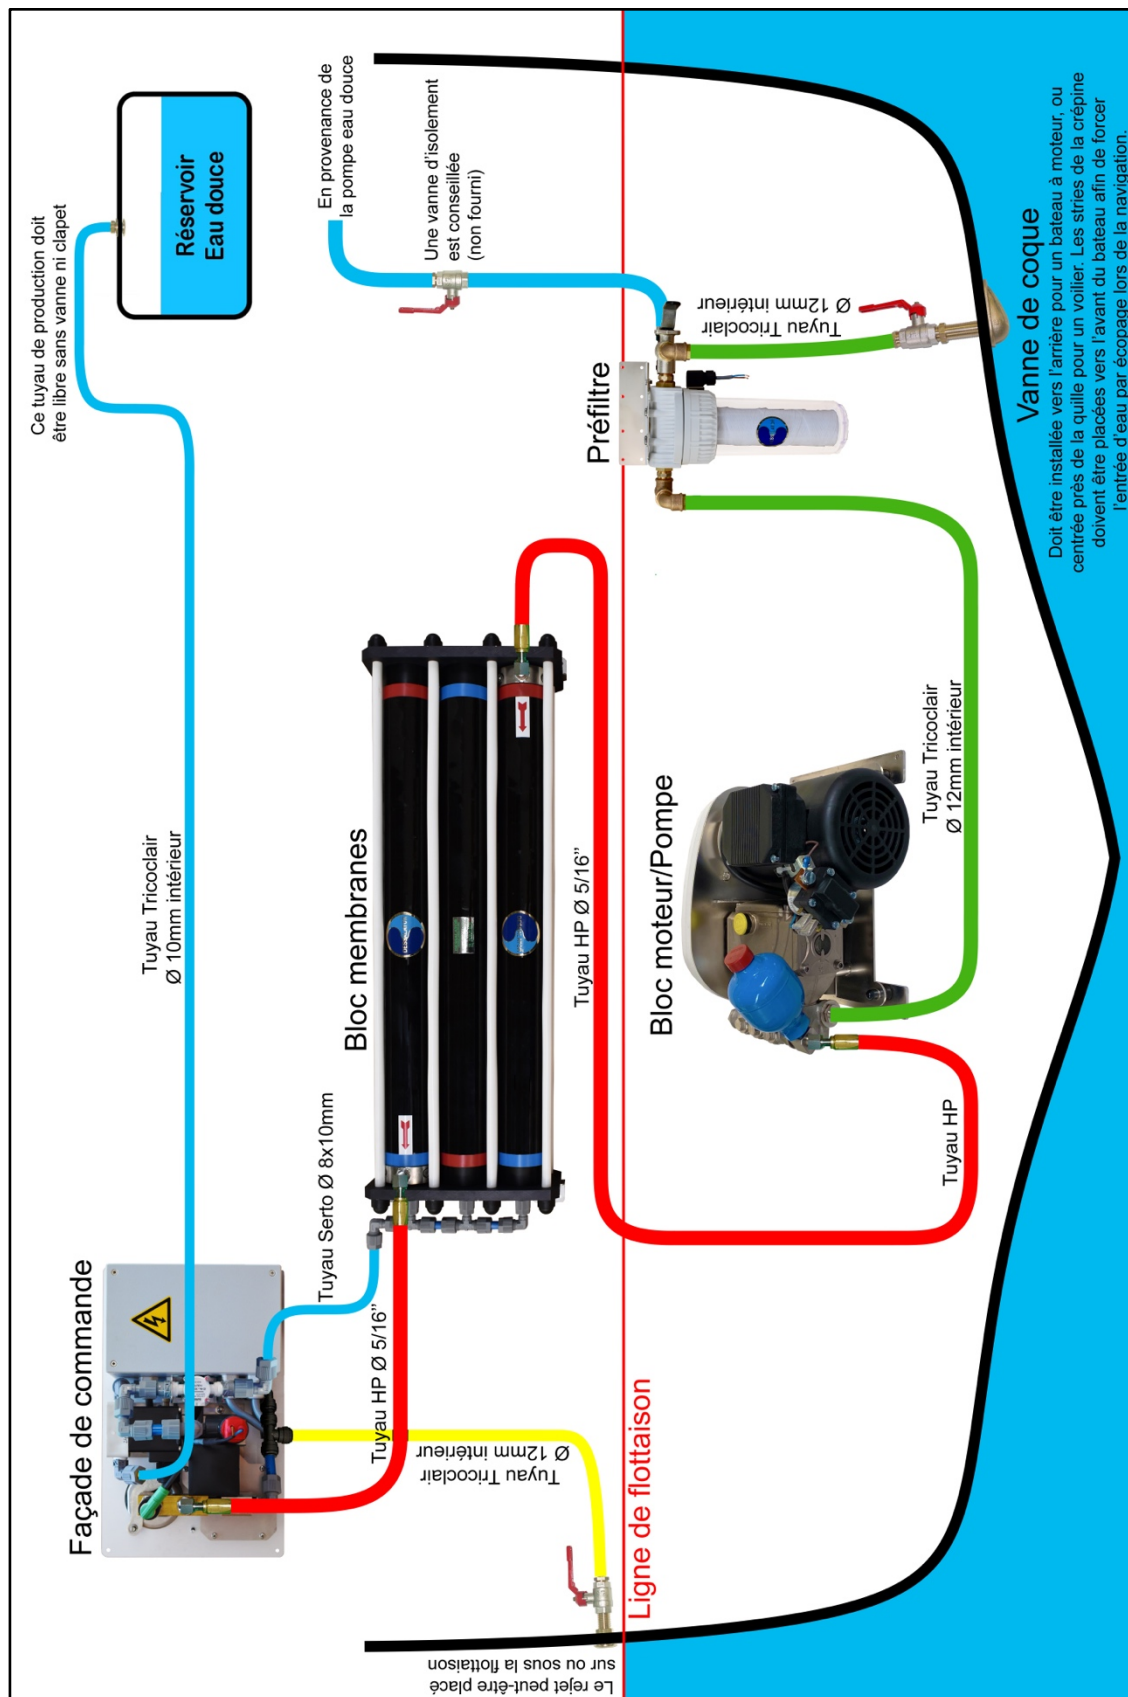 Façade de commande
Ce tuyau de production doit
être libre sans vanne ni clapet
Réservoir
Eau douce
Tuyau Tricoclair
Ø 10mm intérieur
Tuyau Serto Ø 8x10mm
Tuyau HP Ø 5/16’’
Tuyau Tricoclair
Ø 12mm intérieur
Le rejet peut-être placé
sur ou sous la flottaison
Bloc membranes
Tuyau HP Ø 5/16’’
En provenance de
la pompe eau douce
Une vanne d’isolement
est conseillée
(non fourni)
Préfiltre
Tuyau Tricoclair
Ø 12mm intérieur
Ligne de flottaison
Bloc moteur/Pompe
Tuyau HP
Tuyau Tricoclair
Ø 12mm intérieur
Vanne de coque
Doit être installée vers l’arrière pour un bateau à moteur, ou
centrée près de la quille pour un voilier. Les stries de la crépine
doivent être placées vers l’avant du bateau afin de forcer
l’entrée d’eau par écopage lors de la navigation.